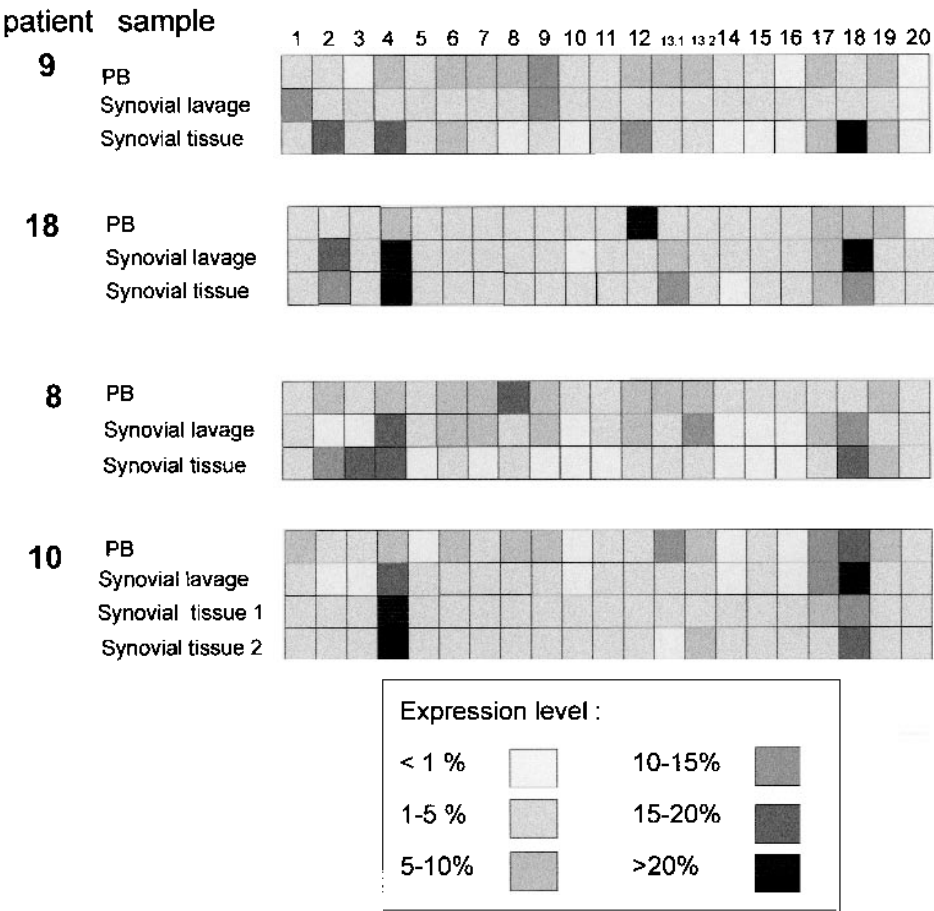 patient sample
1 2 3 4 5 6 7 8 9 10 11 12 13.1 13 2 14 15 16 17 18 19 20
9
PB
Synovial lavage
Synovial tissue
18
PB
Synovial lavage
Synovial tissue
8
PB
Synovial lavage
Synovial tissue
10
PB
Synovial lavage
Synovial tissue 1
Synovial tissue 2
Expression level :
< 1 % 10-15%
1-5 % 15-20%
5-10% >20%